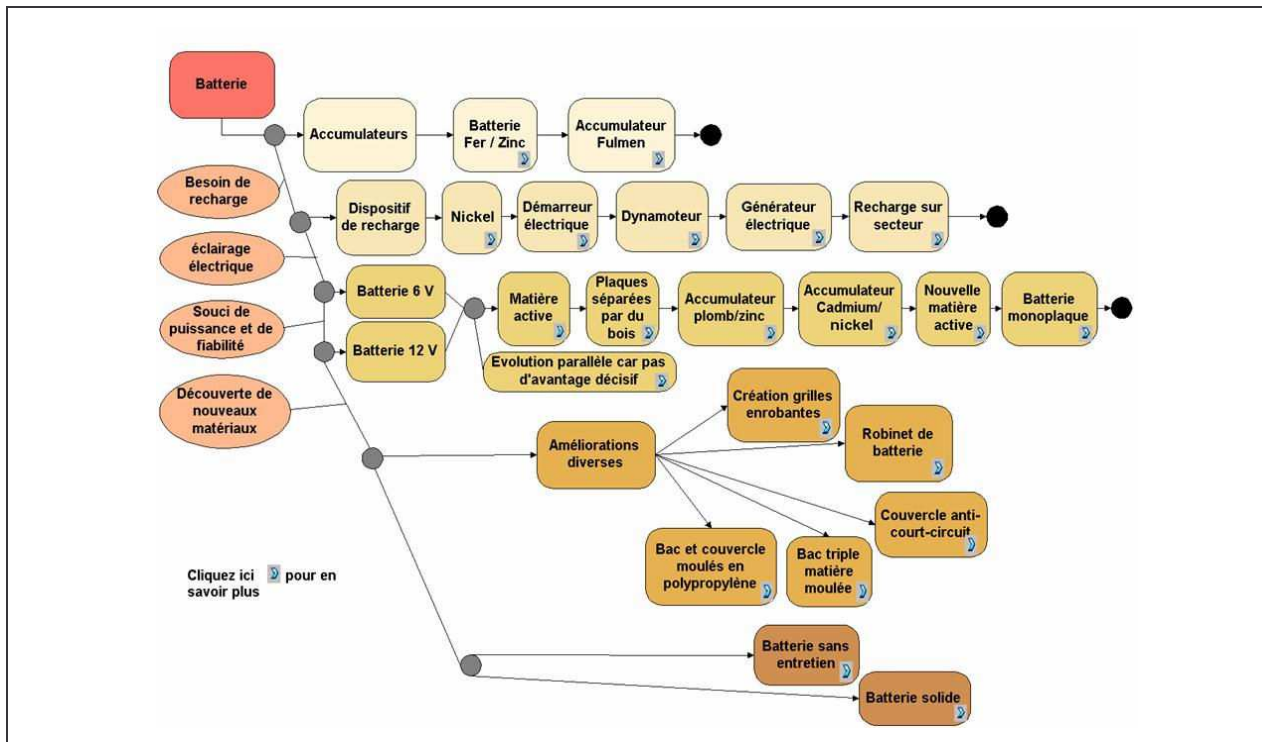 Batterie
Accumulateurs
Batterie
Fer / Zinc
Accumulateur
Fulmen
Besoin de
recharge
Dispositif
de recharge
Nickel
Démarreur
électrique
Dynamoteur
Générateur
électrique
Recharge sur
secteur
éclairage
électrique
Batterie 6 V
Matière
active
Plaques
séparées
par du
bois
Accumulateur
plomb/zinc
Accumulateur
Cadmium/
nickel
Nouvelle
matière
active
Batterie
monoplaque
Souci de
puissance et de
fiabilité
Batterie 12 V
Evolution parallèle car pas
d'avantage décisif
Découverte de
nouveaux
matériaux
Améliorations
diverses
Création grilles
enrobantes
Robinet de
batterie
Couvercle anti-
court-circuit
Bac et couvercle
moulés en
polypropylène
Bac triple
matière
moulée
Cliquez ici pour en
savoir plus
Batterie sans
entretien
Batterie solide